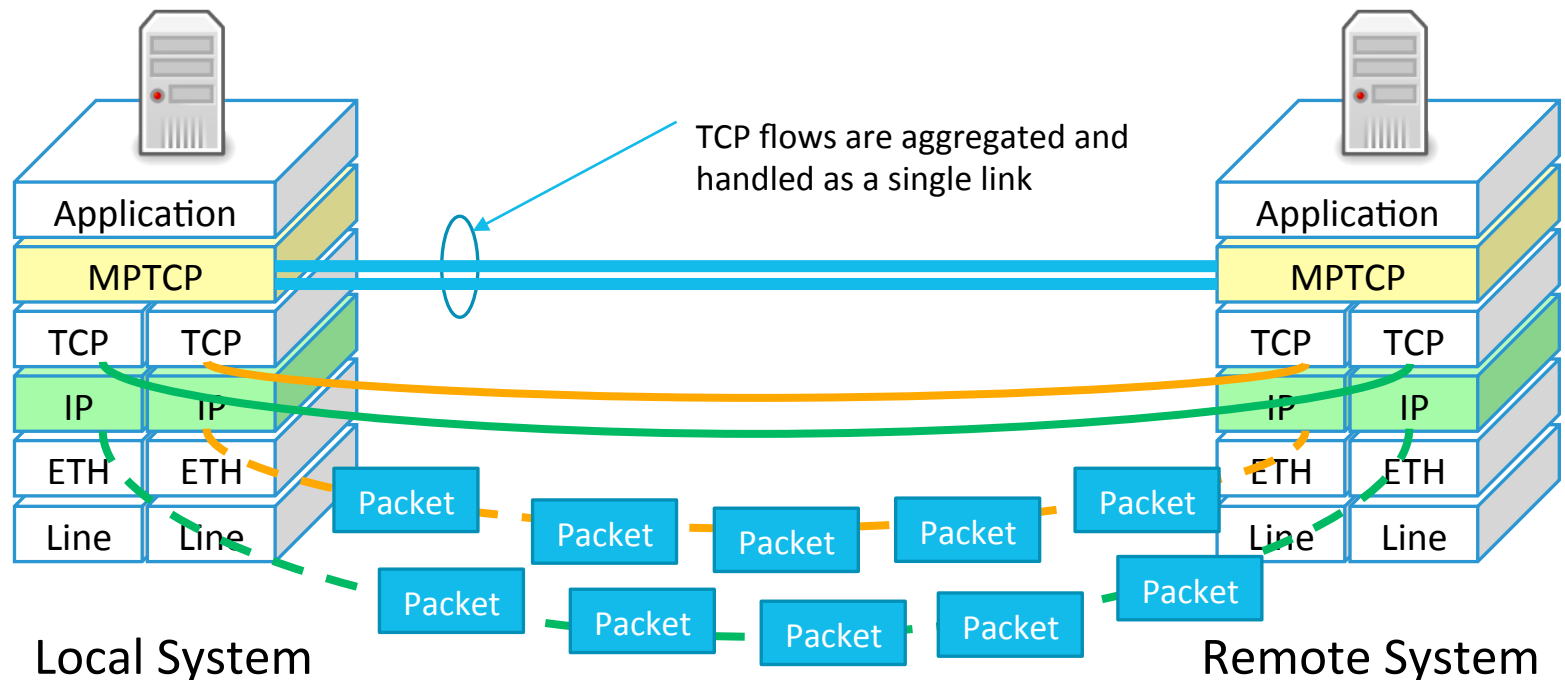 TCP flows are aggregated and
handled as a single link
Application
MPTCP
TCP TCP
IP IP
ETH ETH
Line Line
Application
MPTCP
TCP TCP
IP IP
ETH ETH
Line Line
Packet
Packet
Packet
Packet
Packet
Packet
Packet
Packet
Packet
Packet
Local System
Remote System